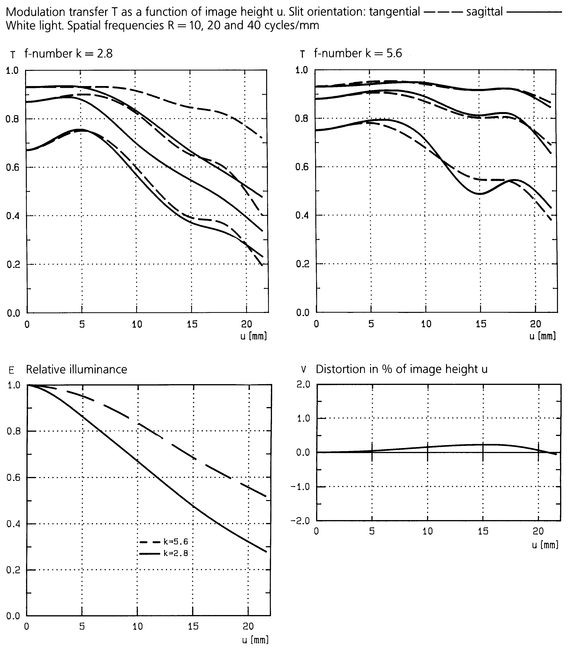 Modulation transfer T as a function of image height u. Slit orientation: tangential — — — sagittal ———
White light. Spatial frequencies R = 10, 20 and 40 cycles/mm
T f-number k = 2.8
T f-number k = 5.6
1.0 1.0
0.8 0.8
0.6 0.6
0.4 0.4
0.2 0.2
0.0 0.0
0 5 10 15 20
0 5 10 15 20
u [mm]
u [mm]
E Relative illuminance
V Distortion in % of image height u
1.0 2.0
0.8 1.0
0.6 0.0
0.4 -1.0
0.2 -2.0
0.0
k=5.6
k=2.8
0 5 10 15 20
u [mm]
0 5 10 15 20
u [mm]